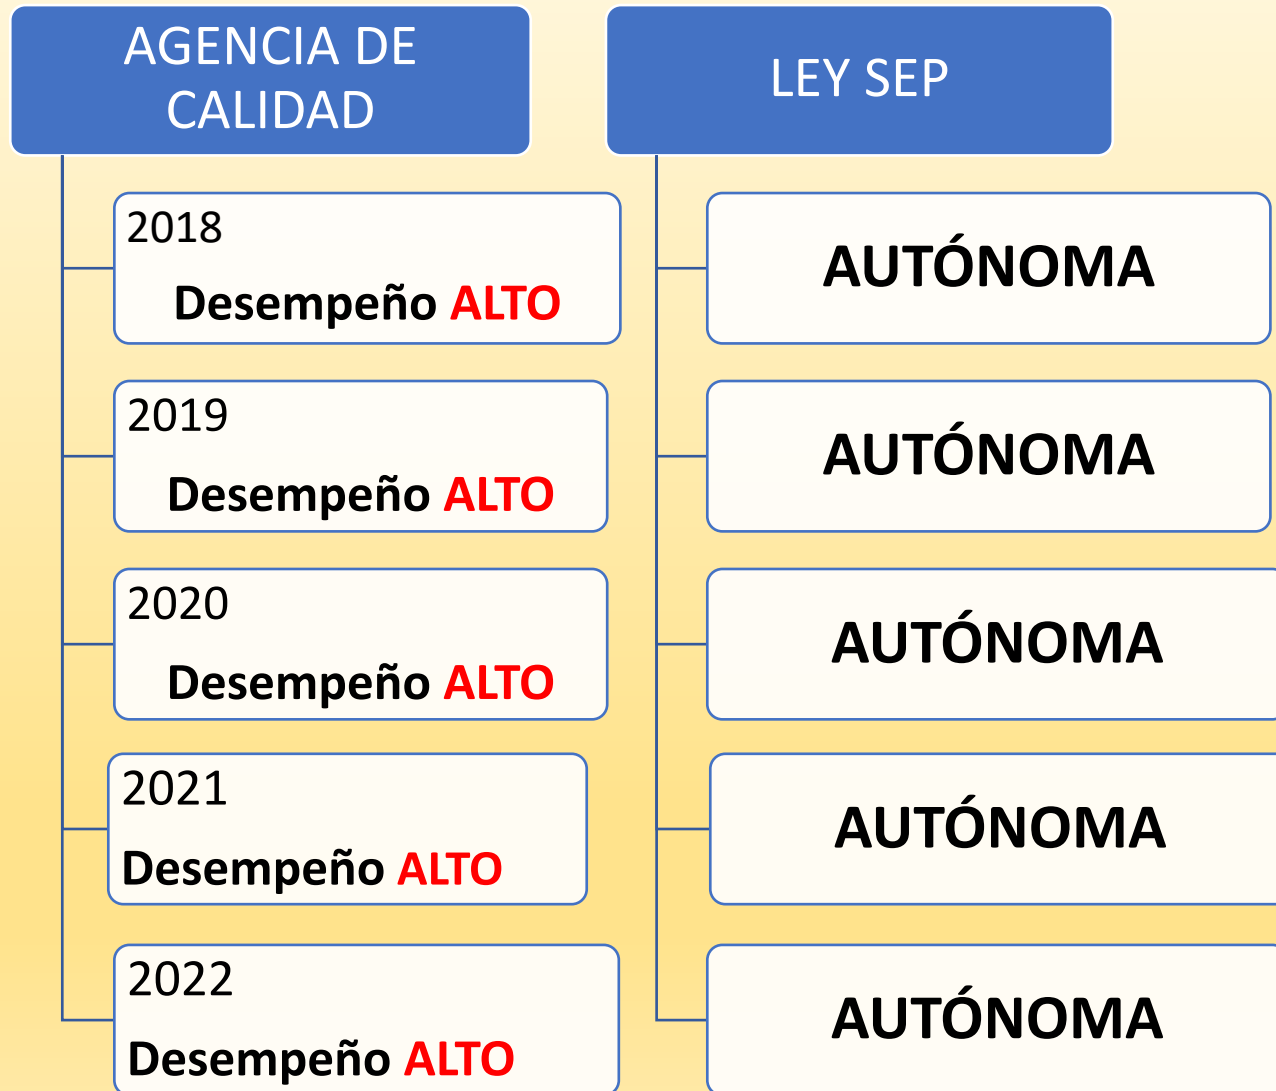 AGENCIA DE
CALIDAD
2018
Desempeño ALTO
2019
Desempeño ALTO
2020
Desempeño ALTO
2021
Desempeño ALTO
2022
Desempeño ALTO
LEY SEP
AUTÓNOMA
AUTÓNOMA
AUTÓNOMA
AUTÓNOMA
AUTÓNOMA